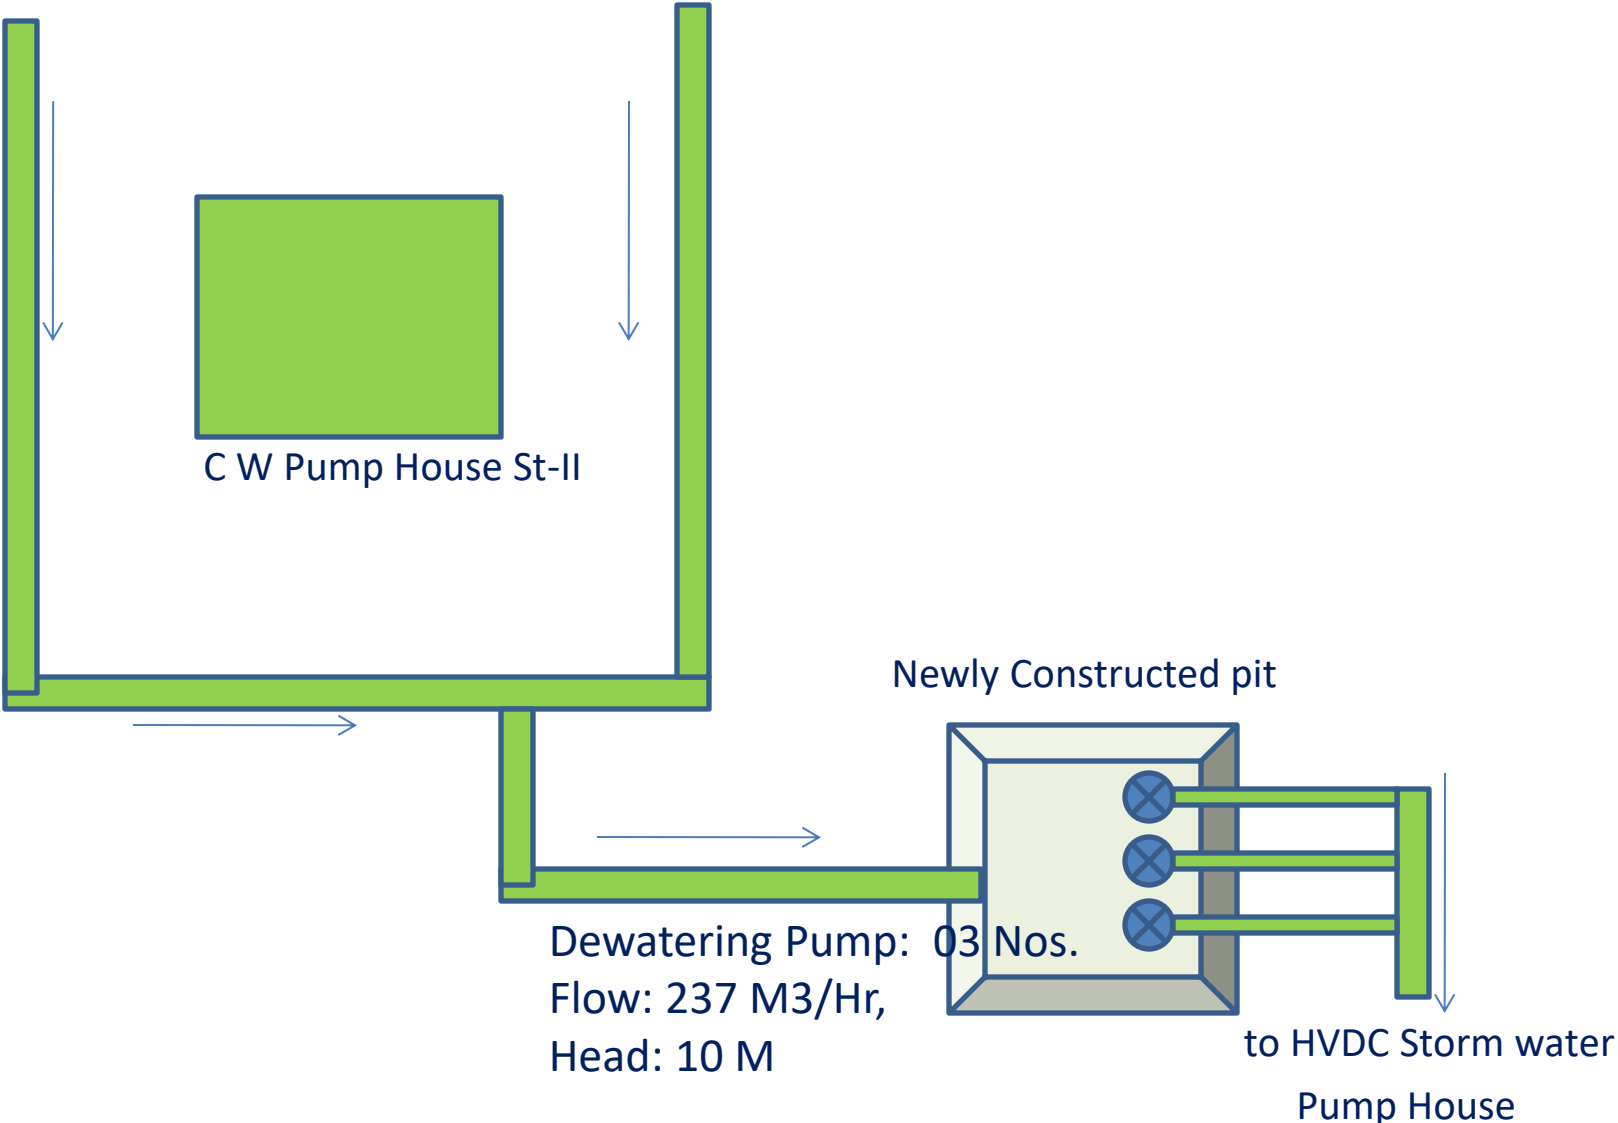 C W Pump House St-II
Newly Constructed pit
Dewatering Pump:  03 Nos.
Flow: 237 M3/Hr,
Head: 10 M
to HVDC Storm water
Pump House